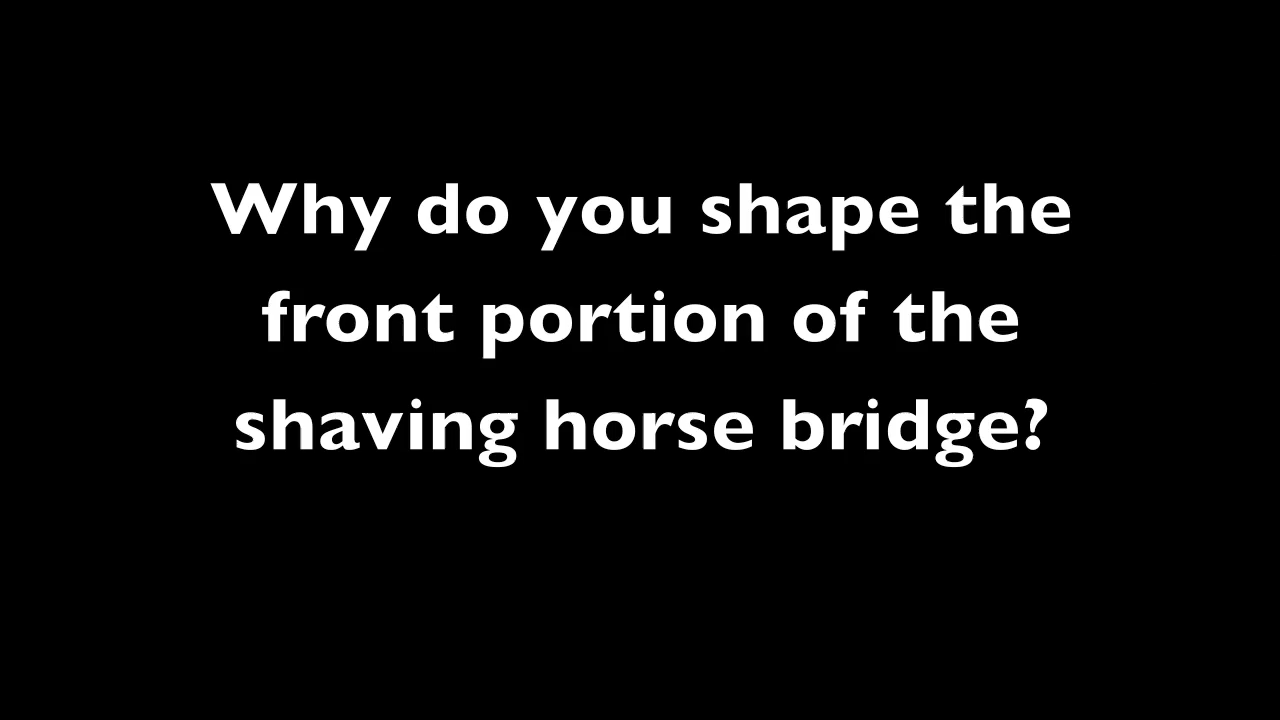 Why do you shape the
front portion of the
shaving horse bridge?